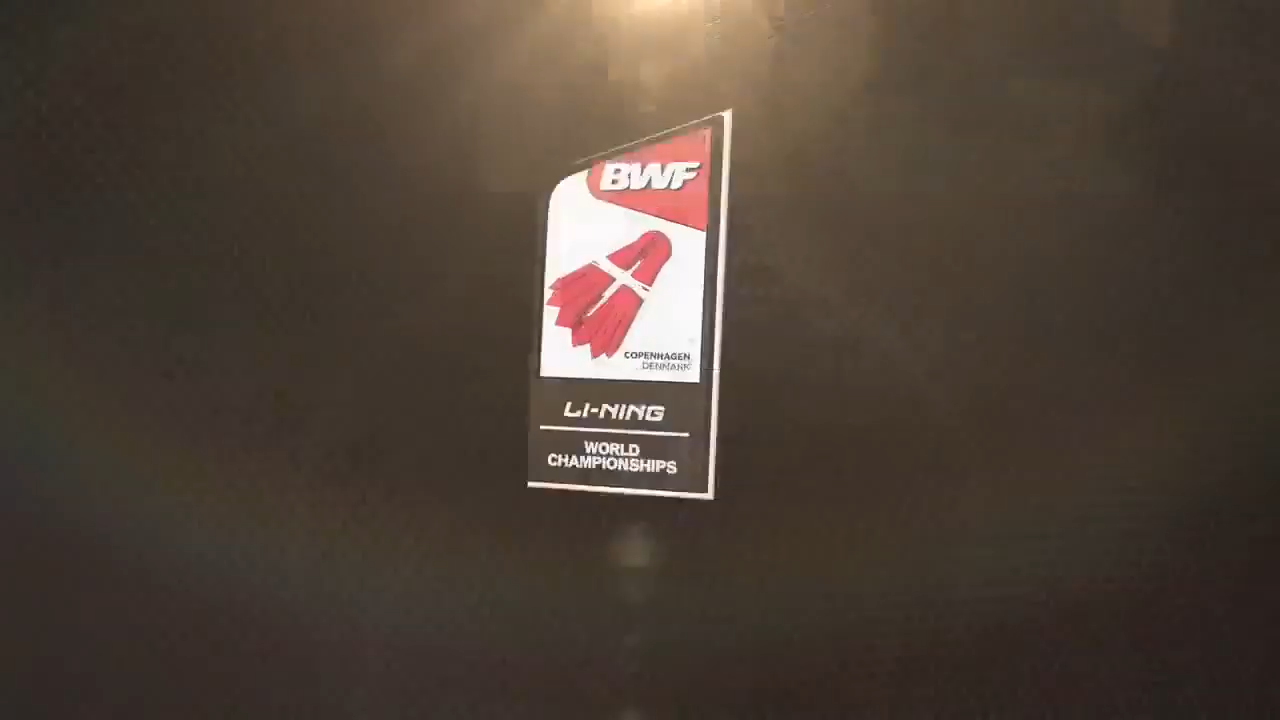 BWF
COPENHAGEN
DENMARK
LI-NING
WORLD
CHAMPIONSHIPS